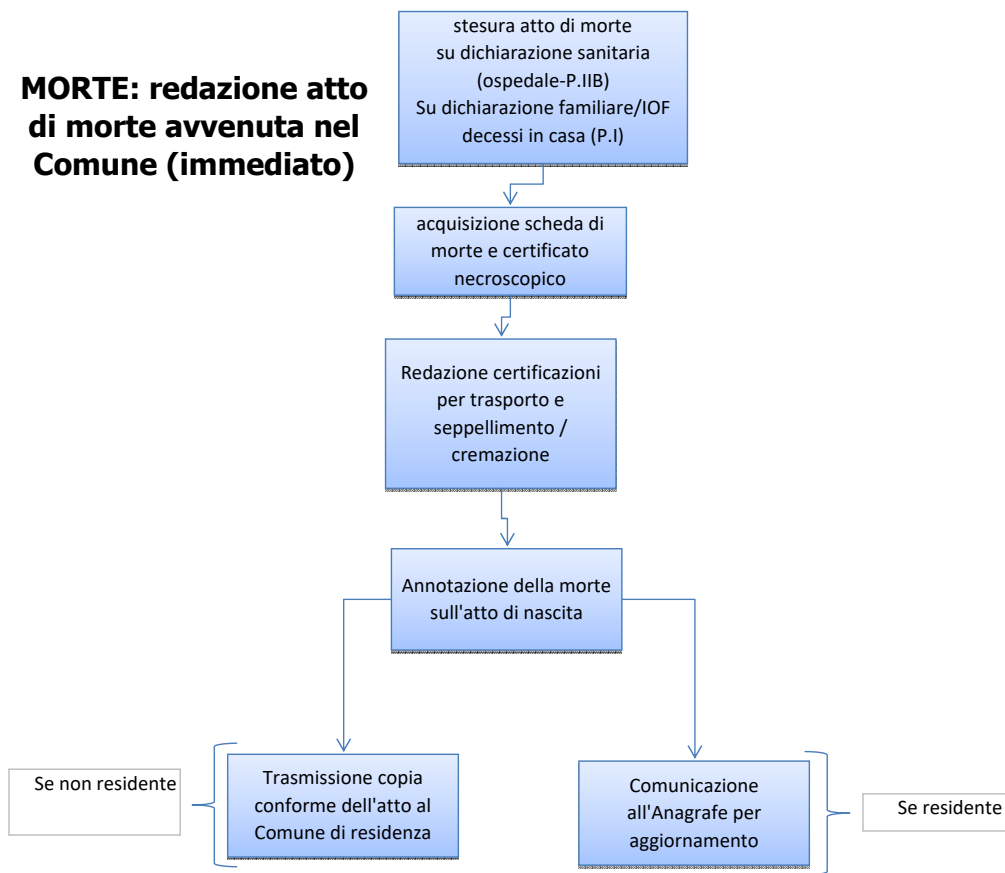 MORTE: redazione atto
di morte avvenuta nel
Comune (immediato)
stesura atto di morte
su dichiarazione sanitaria
(ospedale-P.IIB)
Su dichiarazione familiare/IOF
decessi in casa (P.I)
acquisizione scheda di
morte e certificato
necroscopico
Redazione certificazioni
per trasporto e
seppellimento /
cremazione
Annotazione della morte
sull'atto di nascita
Se non residente
Trasmissione copia
conforme dell'atto al
Comune di residenza
Comunicazione
all'Anagrafe per
aggiornamento
Se residente